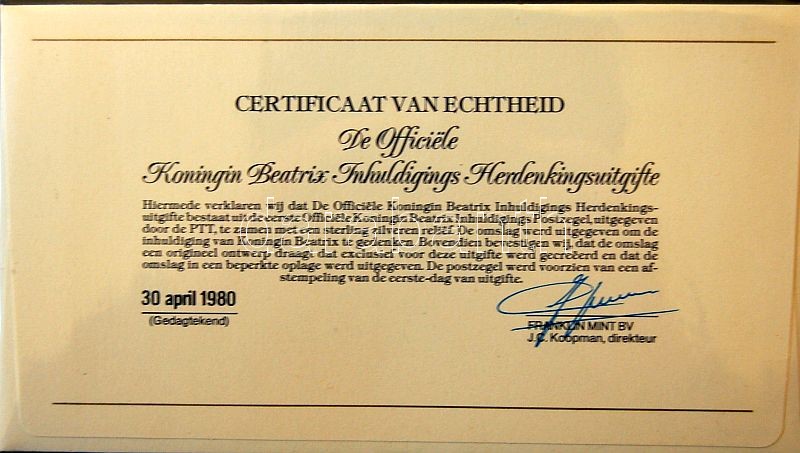 CERTIFICAAT VAN ECHTHEID
De Officiële
Koningin Beatrix Inhuldigings Herdenkingsuitgifte
Hiermede verklaren wij dat De Officiële Koningin Beatrix Inhuldigings Herdenkings-
uitgifte bestaat uit de eerste Officiële Koningin Beatrix Inhuldigings Postzegel, uitgegeven
door de PTT, te zamen met een sterling zilveren reliëf. De omslag werd uitgegeven om de
inhuldiging van Koningin Beatrix te gedenken. Bovendien bevestigen wij, dat de omslag
een origineel ontwerp draagt dat exclusief voor deze uitgifte werd gecreëerd en dat de
omslag in een beperkte oplage werd uitgegeven. De postzegel werd voorzien van een af-
stempeling van de eerste-dag van uitgifte.
30 april 1980
(Gedagtekend)
FRANKLIN MINT BV
J.C. Koopman, direkteur